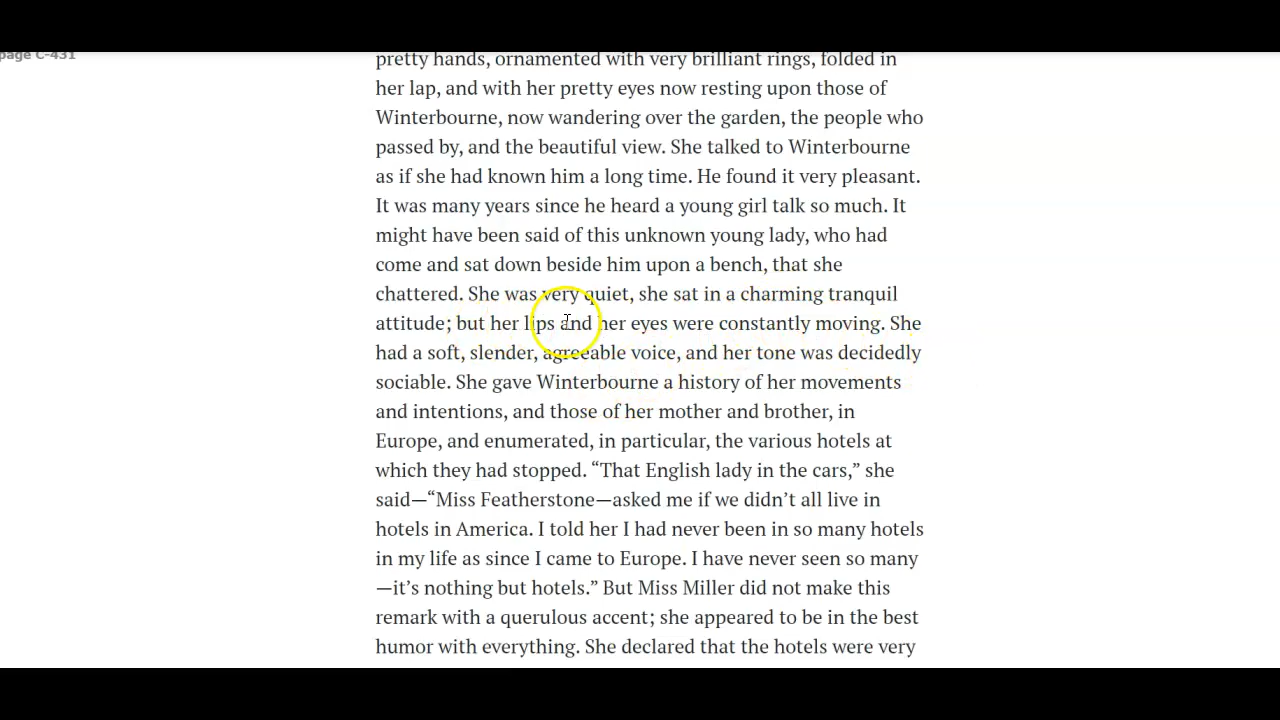 page C-431
pretty hands, ornamented with very brilliant rings, folded in
her lap, and with her pretty eyes now resting upon those of
Winterbourne, now wandering over the garden, the people who
passed by, and the beautiful view. She talked to Winterbourne
as if she had known him a long time. He found it very pleasant.
It was many years since he heard a young girl talk so much. It
might have been said of this unknown young lady, who had
come and sat down beside him upon a bench, that she
chattered. She was very quiet, she sat in a charming tranquil
attitude; but her lips and her eyes were constantly moving. She
had a soft, slender, agreeable voice, and her tone was decidedly
sociable. She gave Winterbourne a history of her movements
and intentions, and those of her mother and brother, in
Europe, and enumerated, in particular, the various hotels at
which they had stopped. “That English lady in the cars,” she
said—“Miss Featherstone—asked me if we didn’t all live in
hotels in America. I told her I had never been in so many hotels
in my life as since I came to Europe. I have never seen so many
—it’s nothing but hotels.” But Miss Miller did not make this
remark with a querulous accent; she appeared to be in the best
humor with everything. She declared that the hotels were very